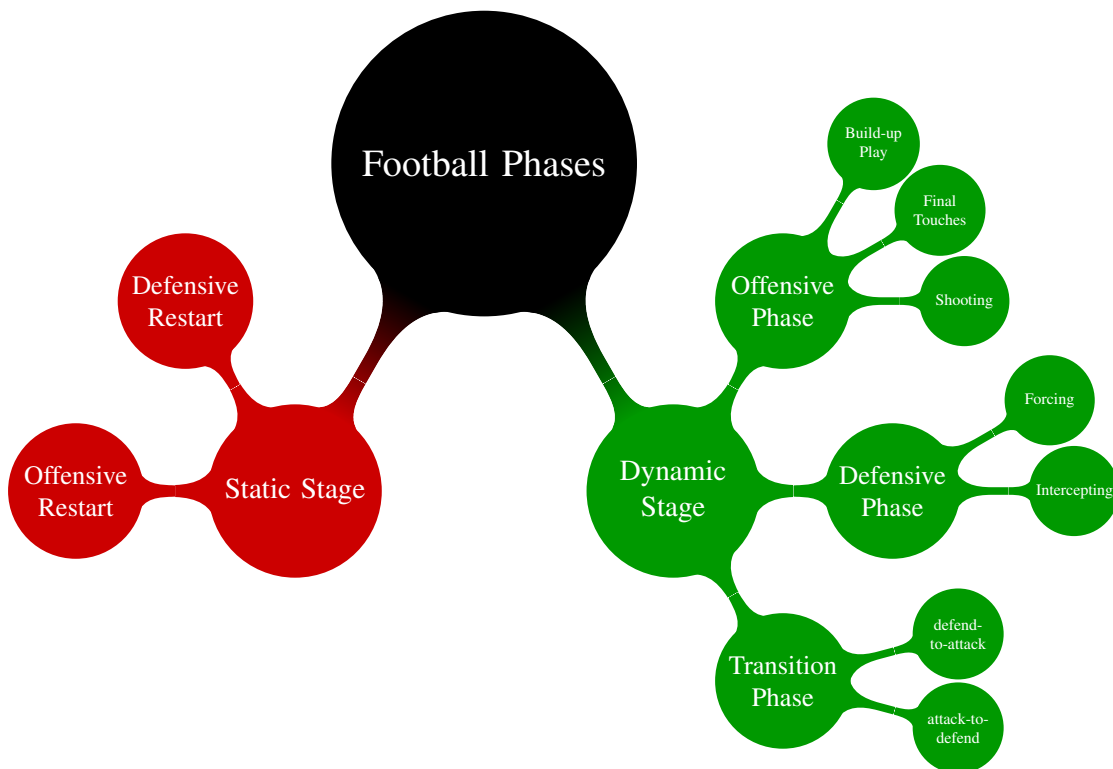 Football Phases
Defensive
Restart
Offensive
Restart
Static Stage
Dynamic
Stage
Offensive
Phase
Build-up
Play
Final
Touches
Shooting
Defensive
Phase
Forcing
Intercepting
Transition
Phase
defend-
to-attack
attack-to-
defend